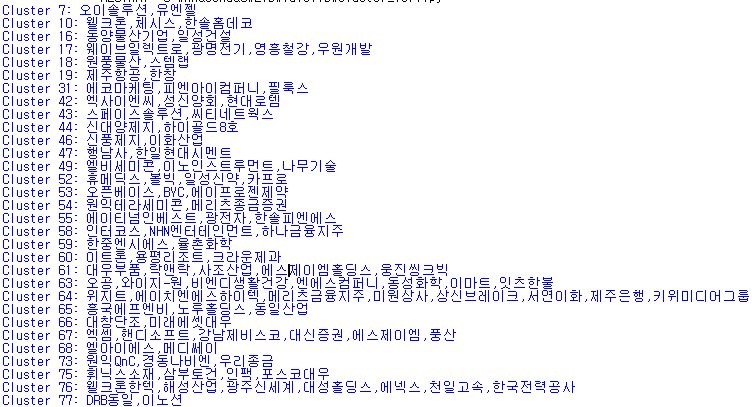 Cluster 7: 오이솔루션,유엔젤
Cluster 10: 웰크론,제시스,한솔홈데코
Cluster 16: 동양물산기업,일성건설
Cluster 17: 웨이브일렉트로,광명전기,영흥철강,우원개발
Cluster 18: 원풍물산,스템랩
Cluster 19: 제주항공,한창
Cluster 31: 에코마케팅,피엔아이컴퍼니,필룩스
Cluster 42: 엑사이엔씨,성신양회,현대로템
Cluster 43: 스페이스솔루션,씨티네트웍스
Cluster 44: 신대양제지,하이골드8호
Cluster 46: 신풍제지,이화산업
Cluster 47: 행남사,한일현대시멘트
Cluster 49: 엘비세미콘,이노인스트루먼트,나무기술
Cluster 52: 휴메딕스,볼빅,일성신약,카프로
Cluster 53: 오픈베이스,BYC,에이프로젠제약
Cluster 54: 원익테라세미콘,메리츠종금증권
Cluster 55: 에이티넘인베스트,광전자,한솔피엔에스
Cluster 58: 인터코스,NHN엔터테인먼트,하나금융지주
Cluster 59: 한중엔시에스,율촌화학
Cluster 60: 이트론,용평리조트,크라운제과
Cluster 61: 대우부품,락앤락,사조산업,에스제이엠홀딩스,웅진씽크빅
Cluster 63: 오공,와이지-원,비엔디생활건강,엔에스컴퍼니,동성화학,이마트,잇츠한불
Cluster 64: 위지트,에이치엔에스하이텍,메리츠금융지주,미원상사,상신브레이크,서연이화,제주은행,키위미디어그룹
Cluster 65: 흥국에프엔비,노루홀딩스,동일산업
Cluster 66: 대창단조,미래에셋대우
Cluster 67: 엑셈,핸디소프트,강남제비스코,대신증권,에스제이엠,풍산
Cluster 68: 엘아이에스,메디쎄이
Cluster 73: 원익QnC,경동나비엔,우리종금
Cluster 75: 휘닉스소재,삼부토건,인팩,포스코대우
Cluster 76: 웰크론한텍,해성산업,광주신세계,대성홀딩스,에넥스,천일고속,한국전력공사
Cluster 77: DRB동일,이노션